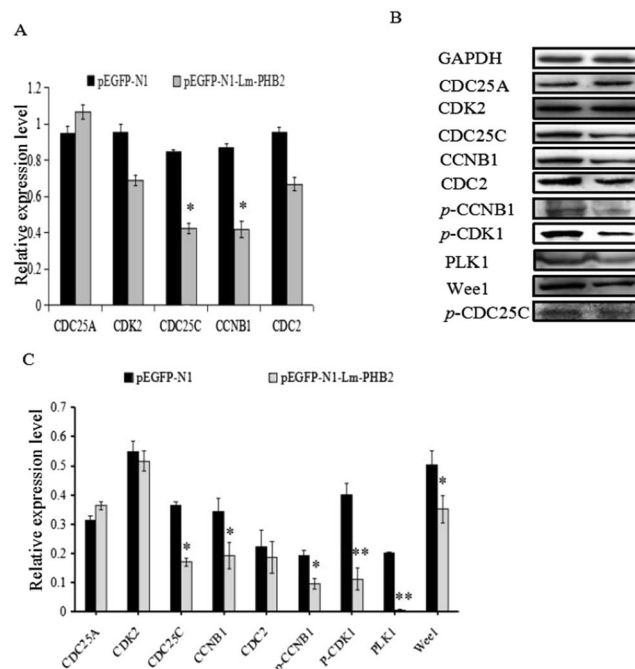 A
pEGFP-N1 pEGFP-N1-Lm-PHB2
Relative expression level
1.2
1
0.8
0.6
0.4
0.2
0
* *
CDC25A CDK2 CDC25C CCNB1 CDC2
B
GAPDH
CDC25A
CDK2
CDC25C
CCNB1
CDC2
p-CCNB1
p-CDK1
PLK1
Wee1
p-CDC25C
C
pEGFP-N1 pEGFP-N1-Lm-PHB2
Relative expression level
0.7
0.6
0.5
0.4
0.3
0.2
0.1
0
* * * ** ** *
CDC25A CDK2 CDC25C CCNB1 CDC2 p-CCNB1 P-CDK1 PLK1 Wee1